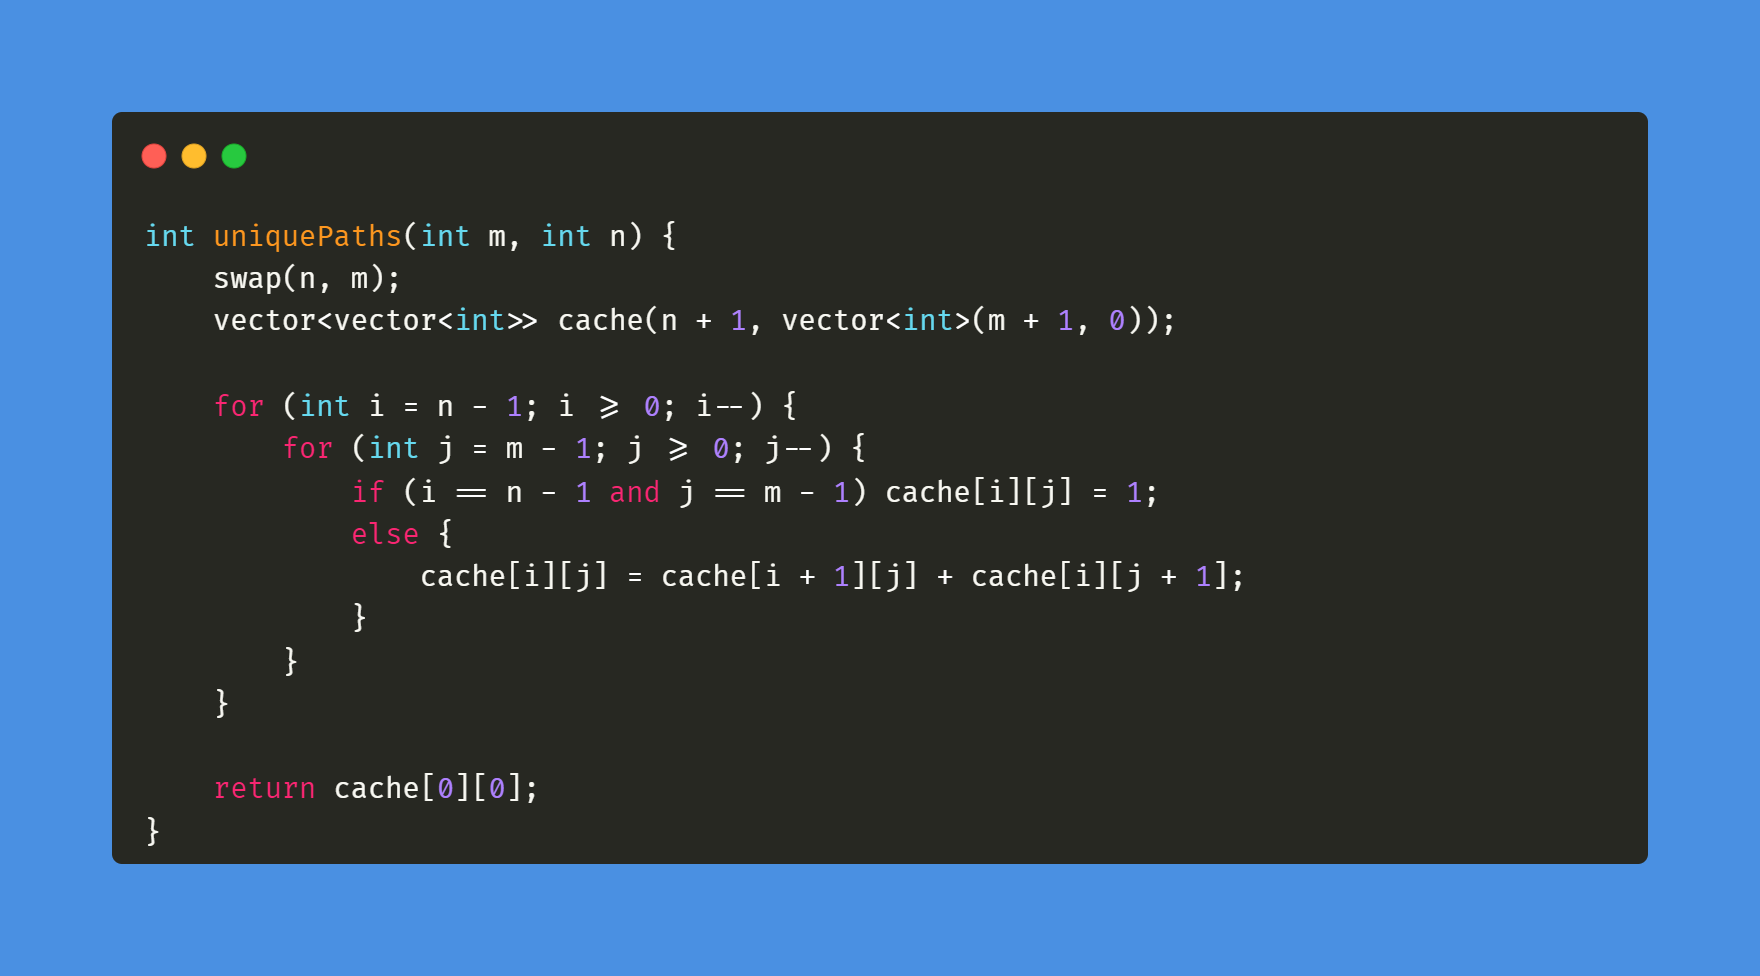 int uniquePaths(int m, int n) {
    swap(n, m);
    vector<vector<int>> cache(n + 1, vector<int>(m + 1, 0));

    for (int i = n - 1; i >= 0; i--) {
        for (int j = m - 1; j >= 0; j--) {
            if (i == n - 1 and j == m - 1) cache[i][j] = 1;
            else {
                cache[i][j] = cache[i + 1][j] + cache[i][j + 1];
            }
        }
    }

    return cache[0][0];
}